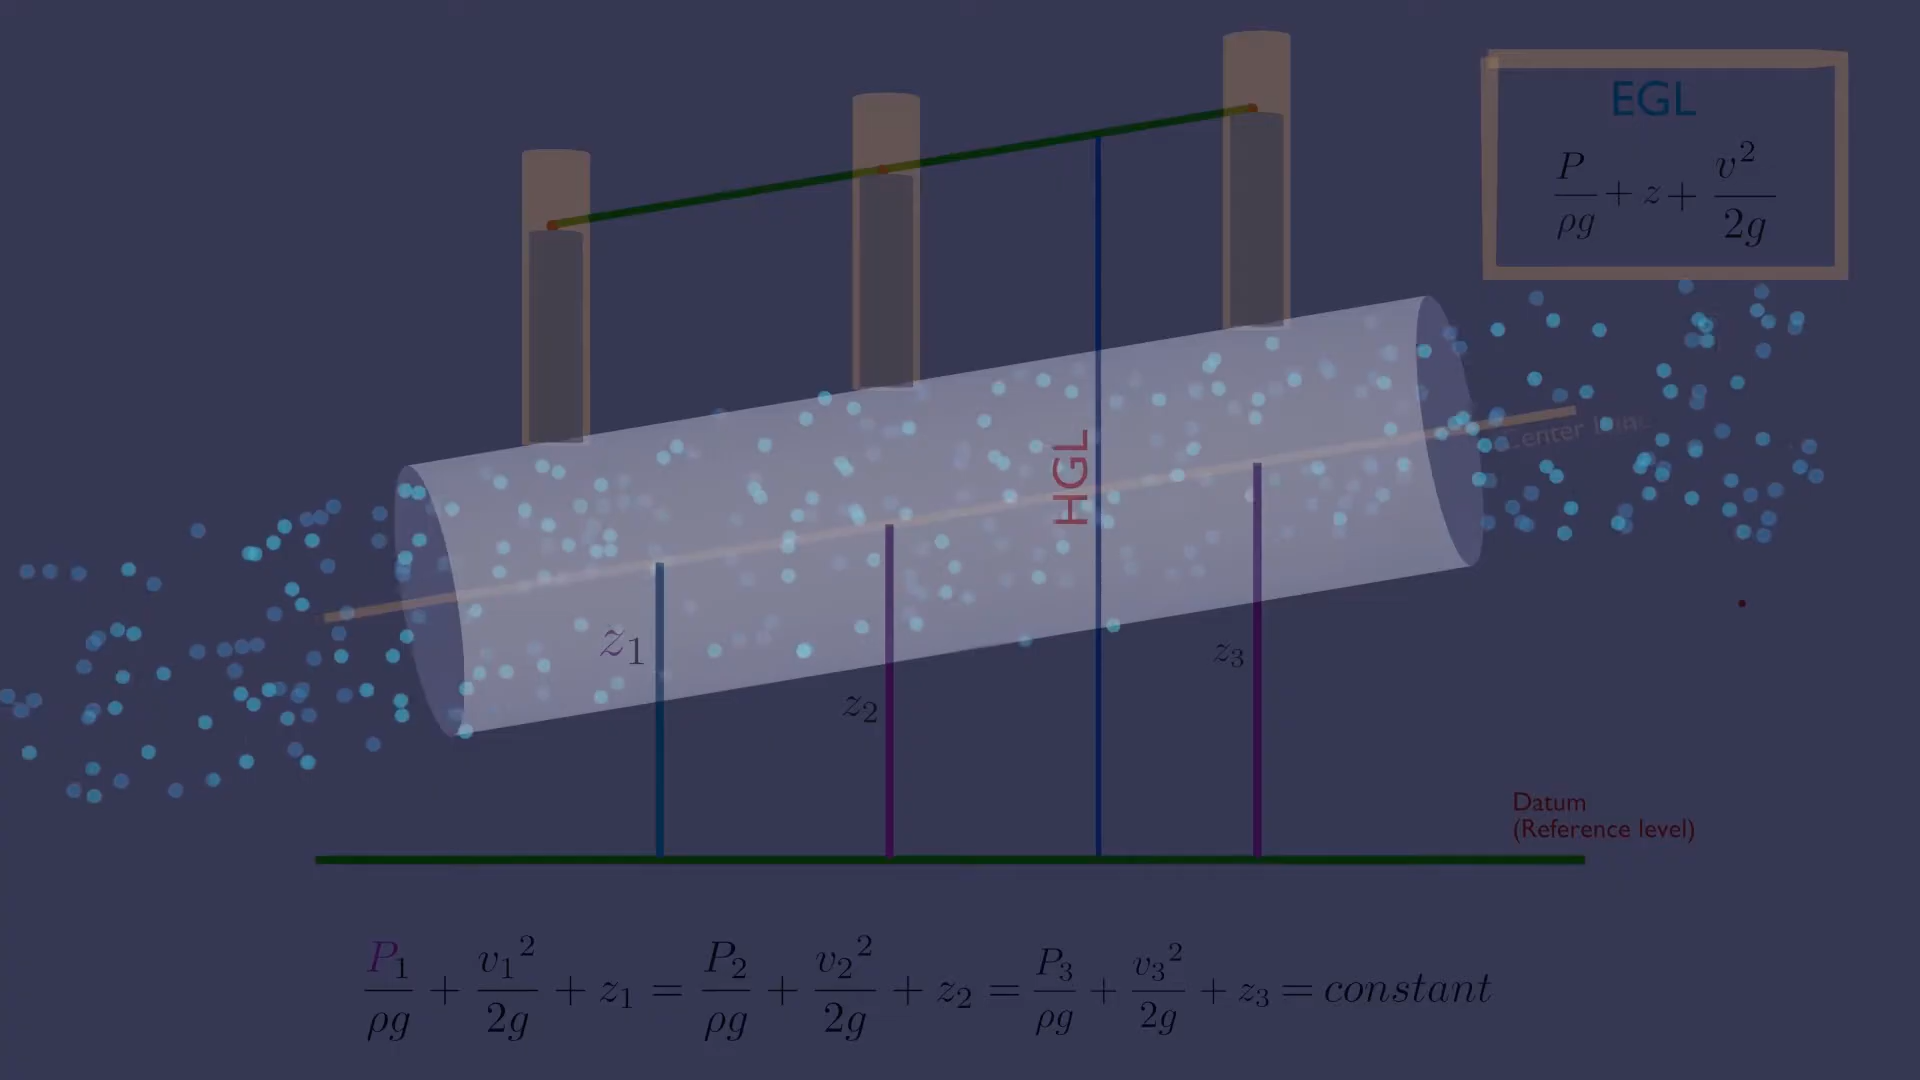 EGL
P/ρg + z + v²/2g
Center Line
HGL
z₁
z₂
z₃
Datum
(Reference level)
P₁/ρg + v₁²/2g + z₁ = P₂/ρg + v₂²/2g + z₂ = P₃/ρg + v₃²/2g + z₃ = constant